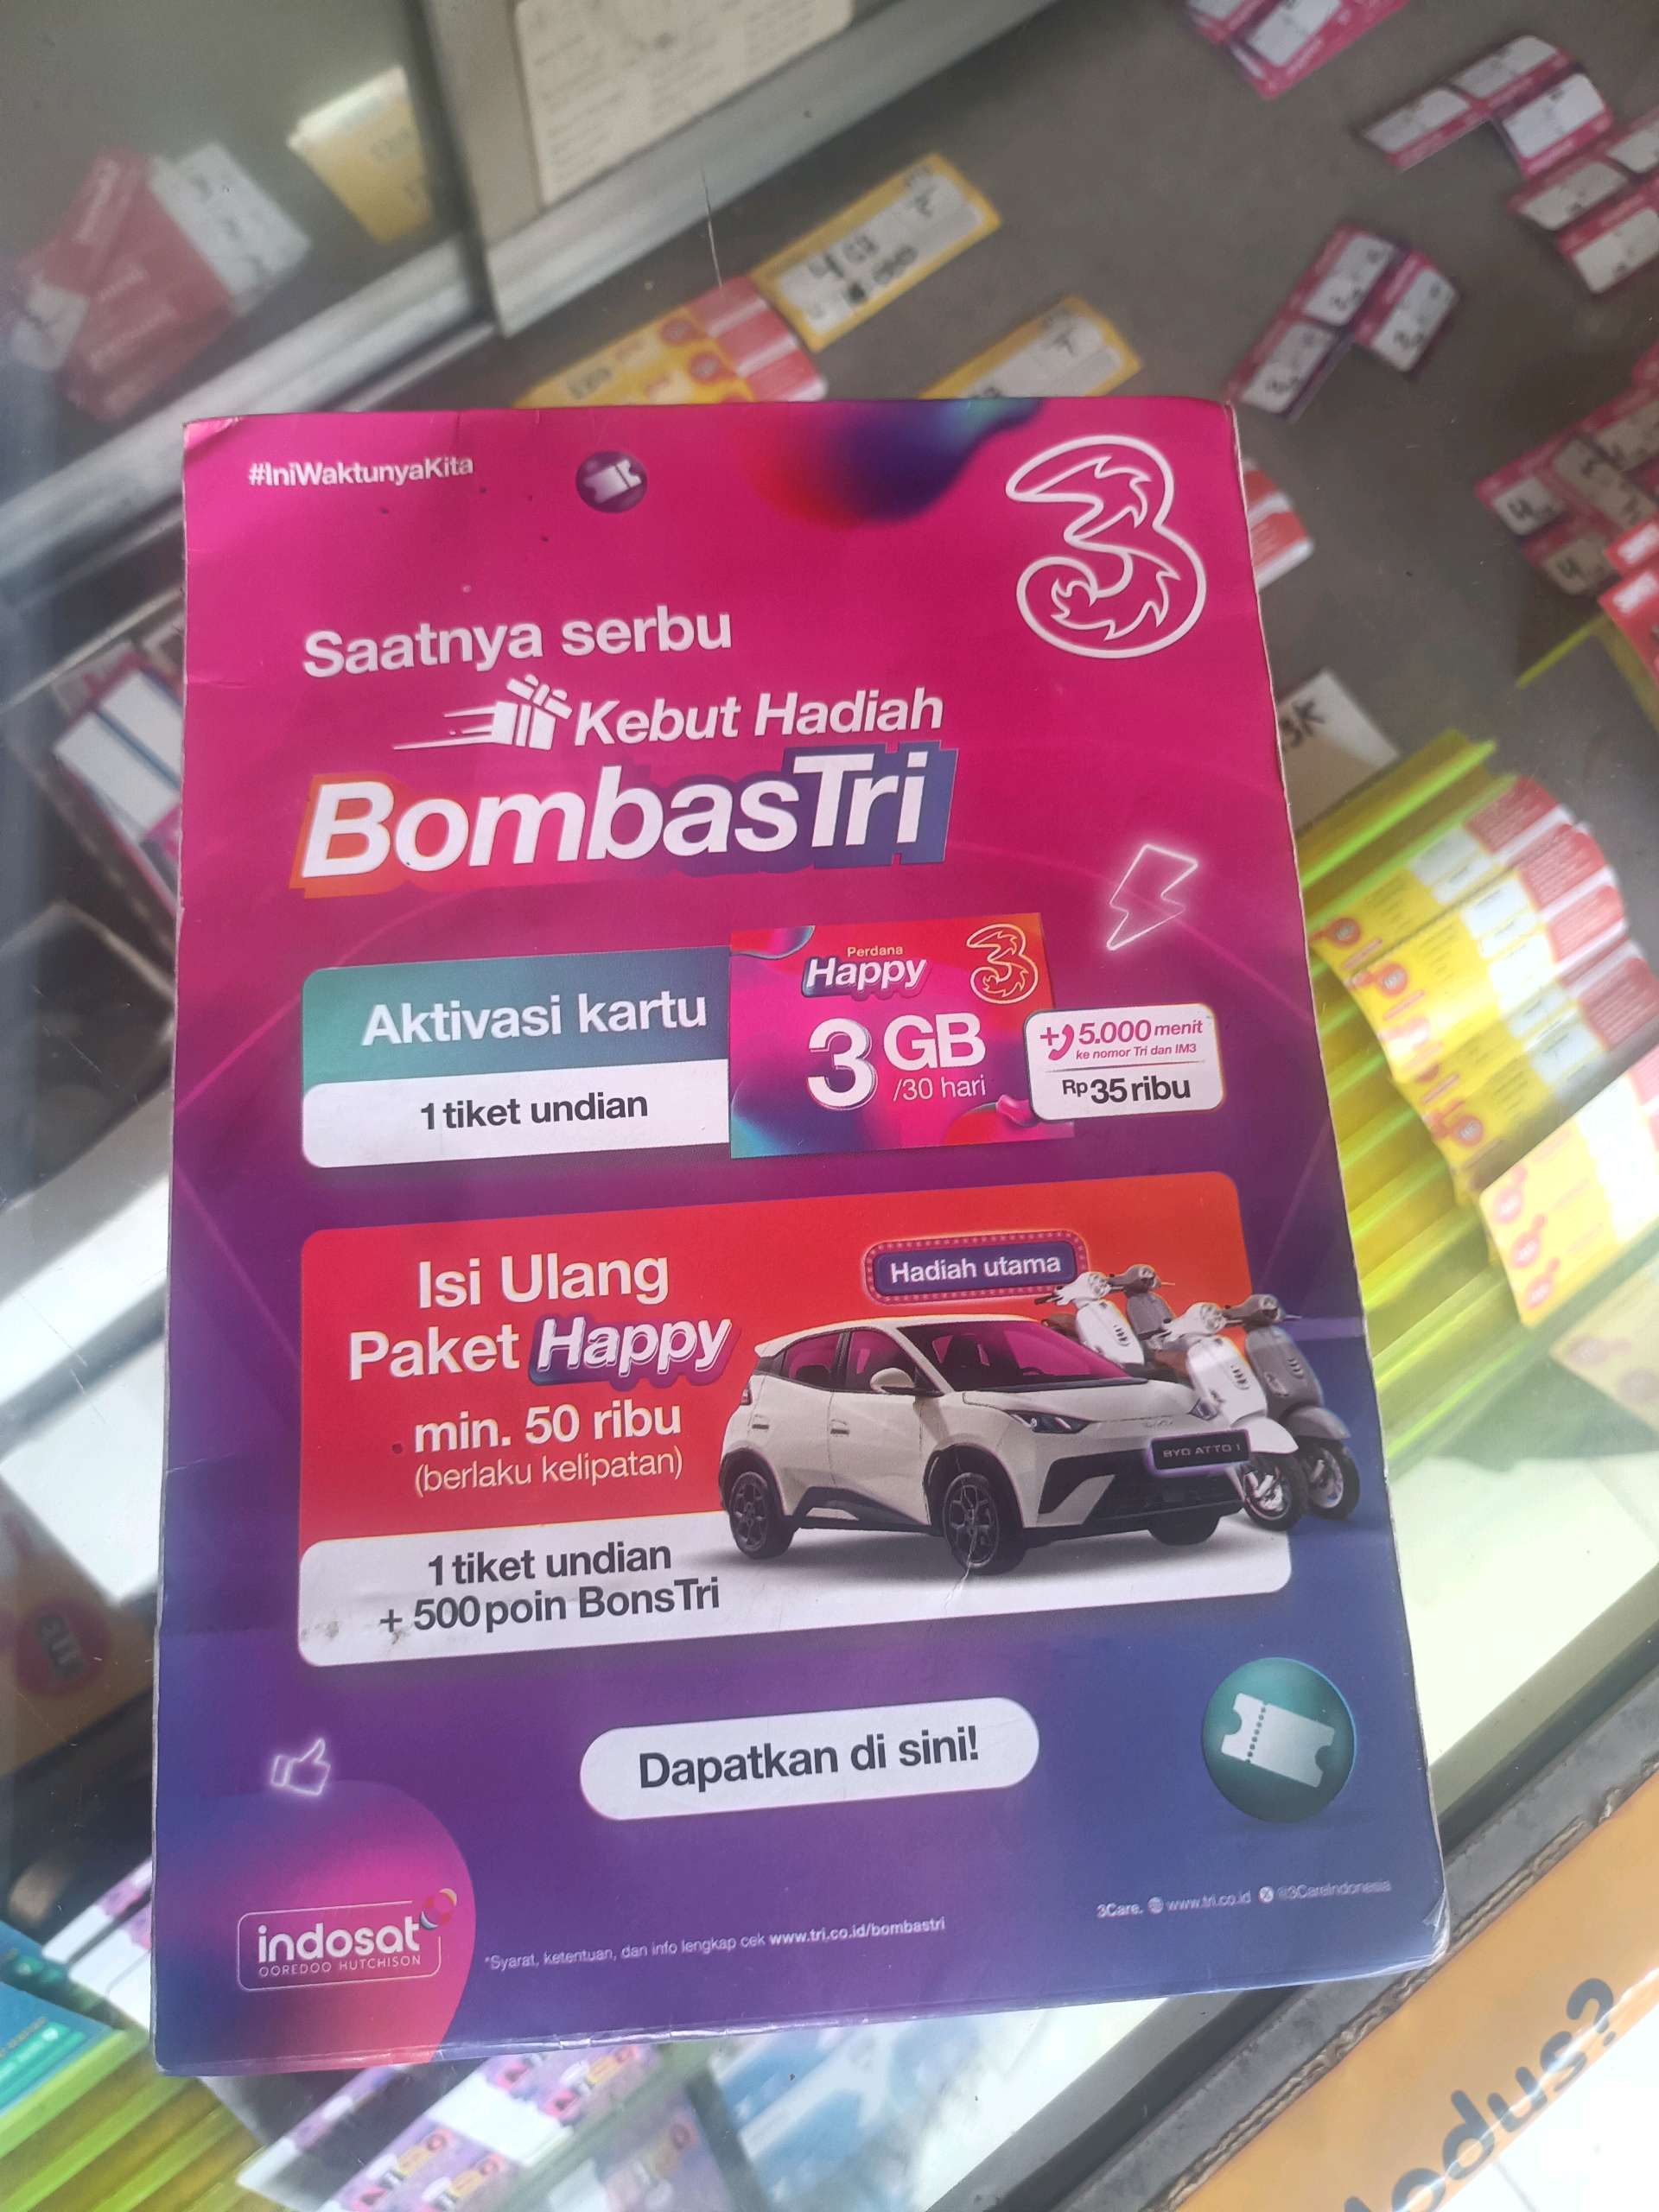 #IniWaktunyaKita
3
Saatnya serbu
Kebut Hadiah
BombasTri
Aktivasi kartu
1 tiket undian
Perdana
Happy
3
3 GB
/30 hari
+ 5.000 menit
ke nomor Tri dan IM3
Rp35 ribu
Isi Ulang
Paket Happy
min. 50 ribu
(berlaku kelipatan)
1 tiket undian
+ 500 poin BonsTri
Hadiah utama
BYD ATTO 1
Dapatkan di sini!
indosat
OOREDOO HUTCHISON
*Syarat, ketentuan, dan info lengkap cek www.tri.co.id/bombastri
3Care. www.tri.co.id @3CareIndonesia